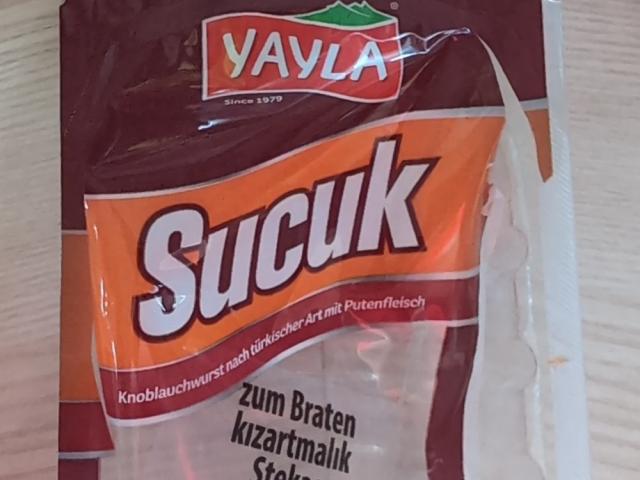 YAYLA
®
Since 1979
Sucuk
Knoblauchwurst nach türkischer Art mit Putenfleisch
zum Braten
kızartmalık